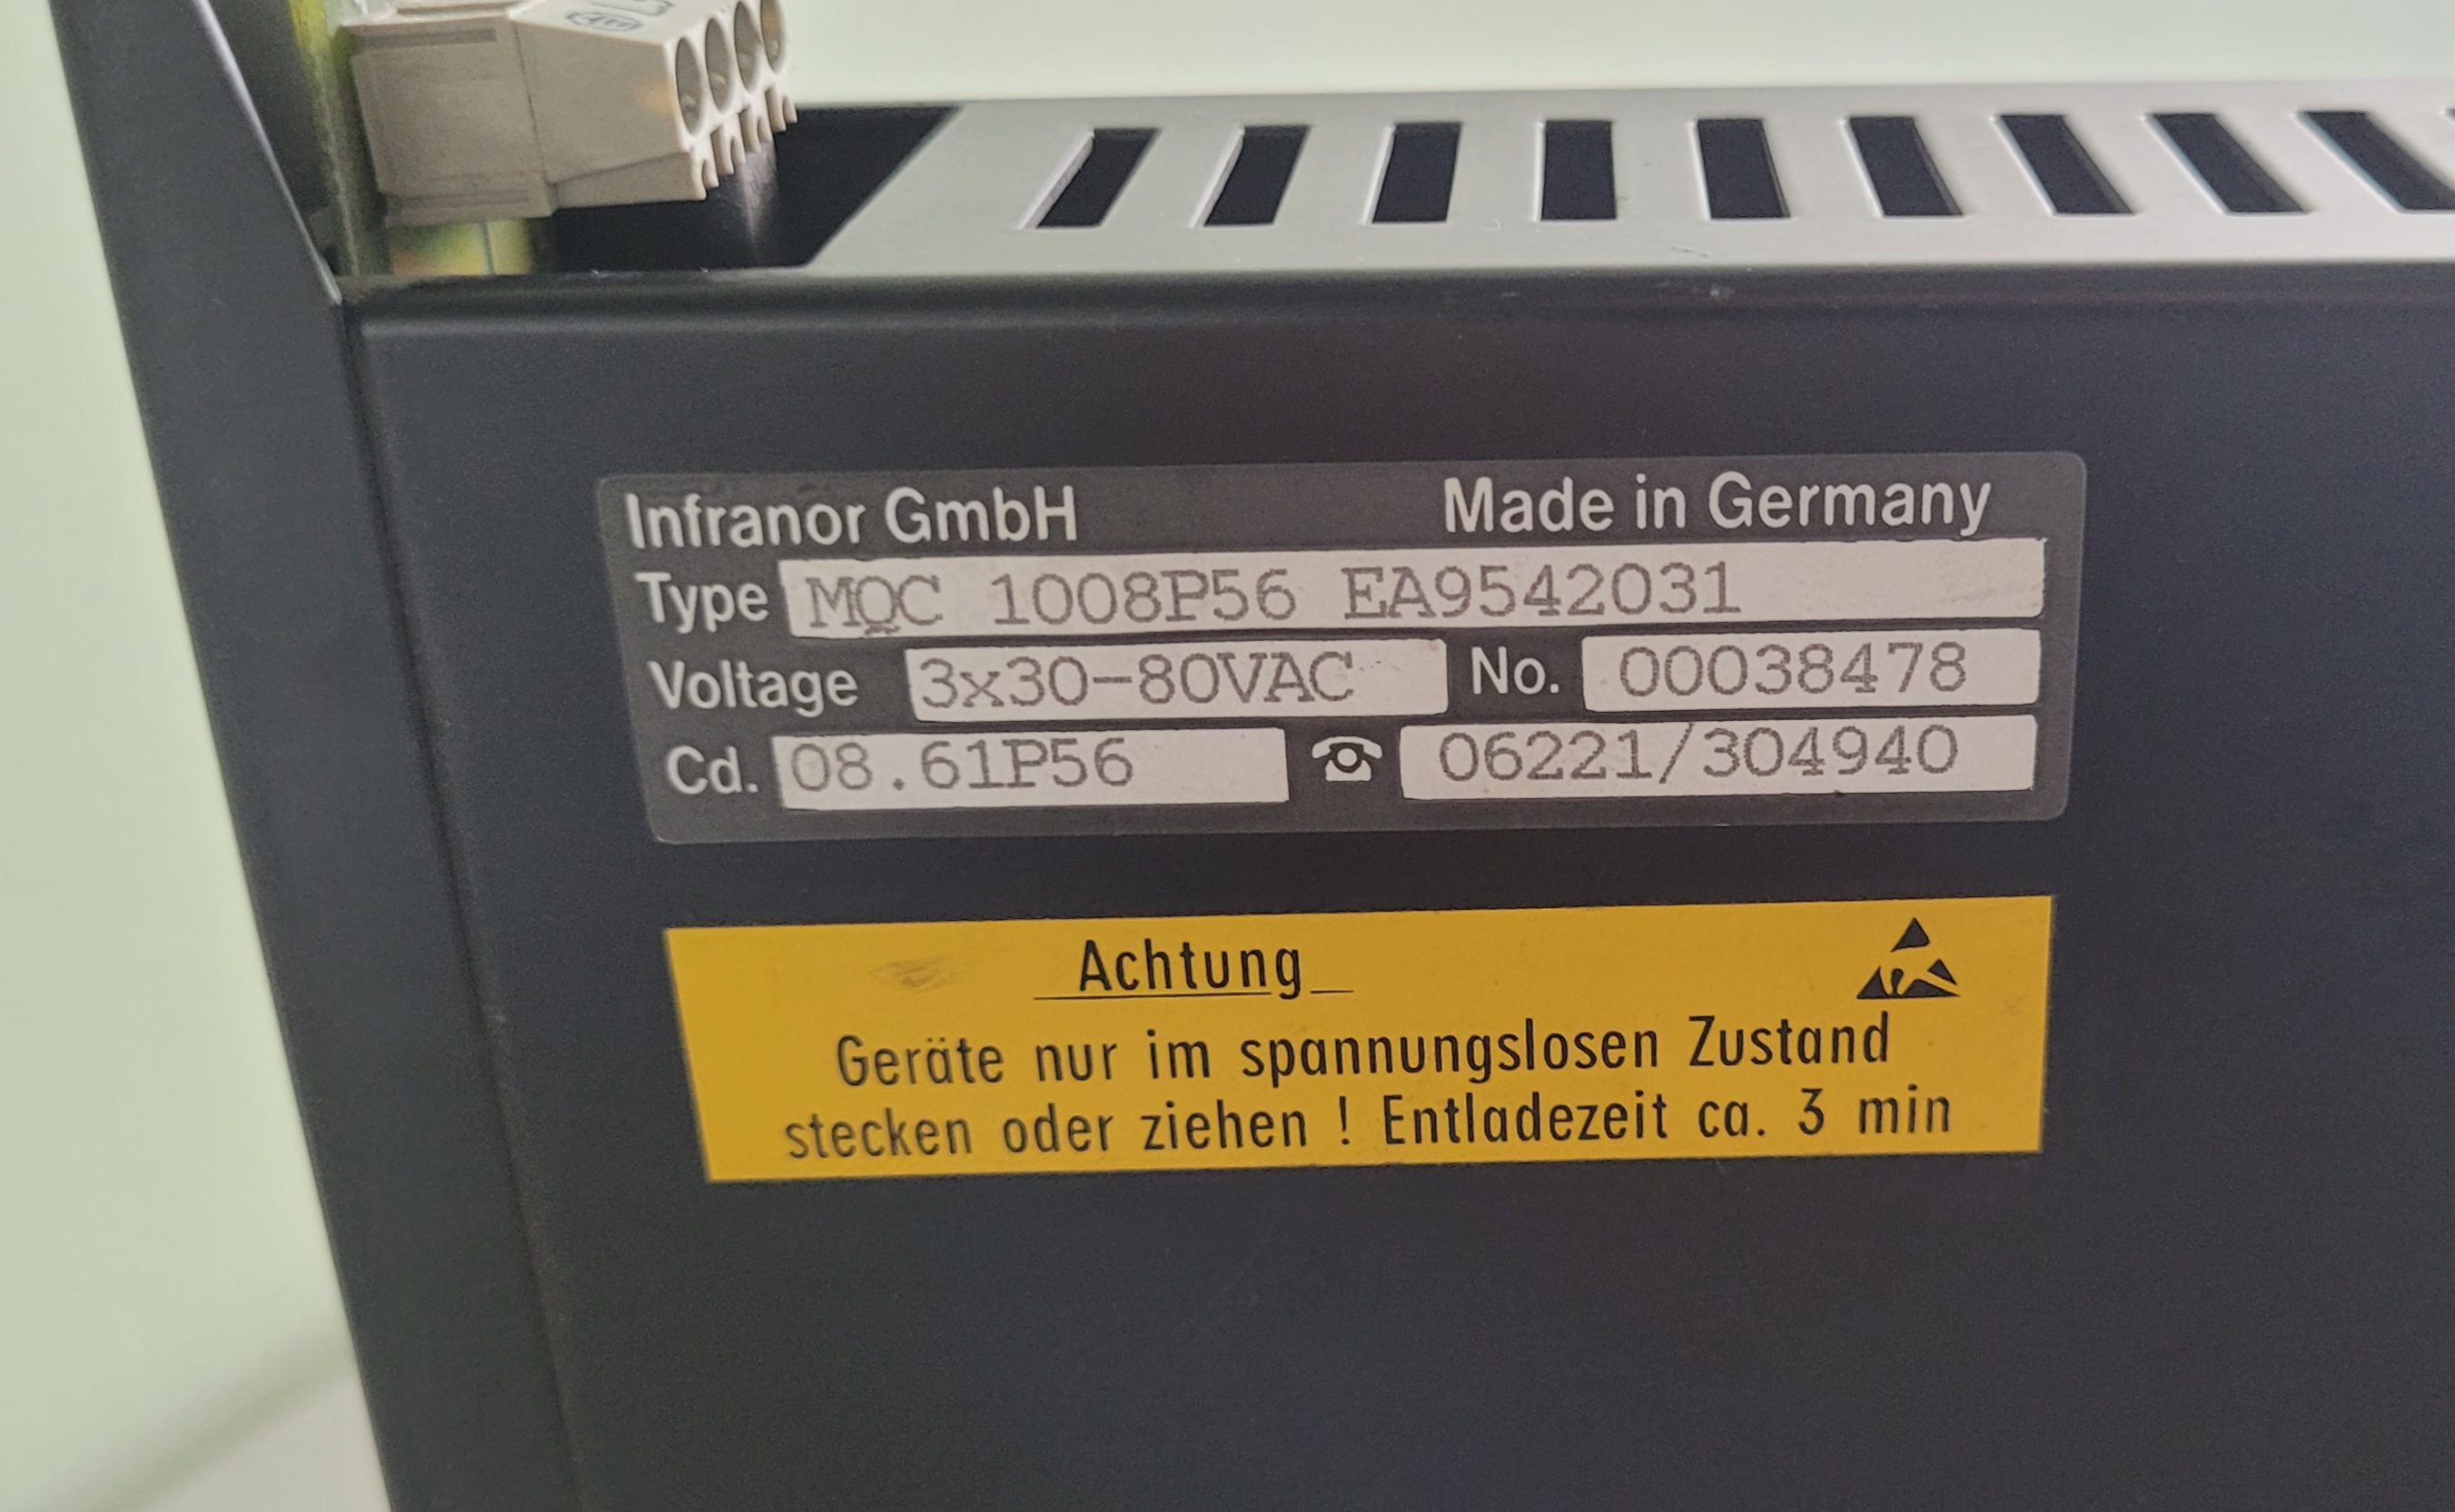 Infranor GmbH Made in Germany
Type MQC 1008P56 EA9542031
Voltage 3x30-80VAC No. 00038478
Cd. 08.61P56 ☎ 06221/304940
Achtung
Geräte nur im spannungslosen Zustand
stecken oder ziehen ! Entladezeit ca. 3 min